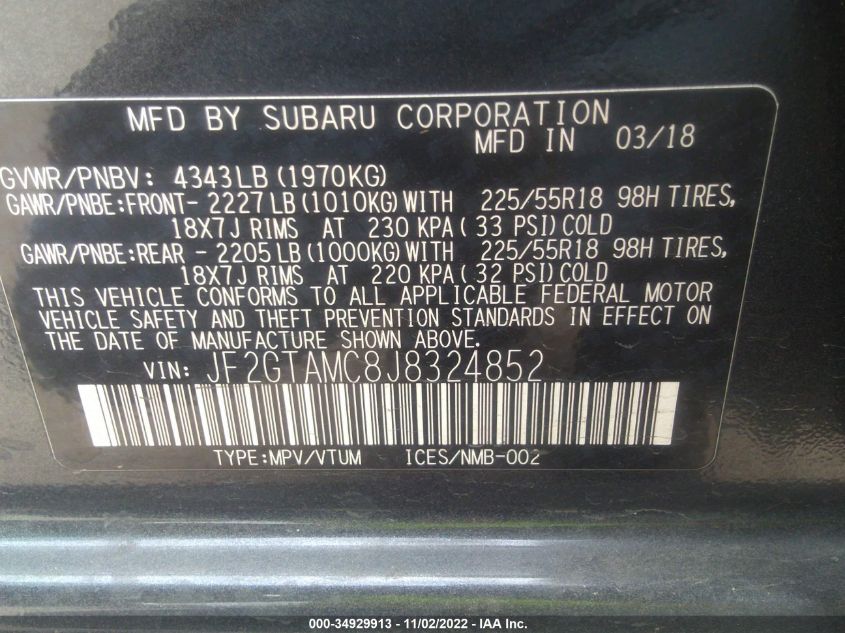 MFD BY SUBARU CORPORATION
MFD IN 03/18
GVWR/PNBV: 4343LB(1970KG)
GAWR/PNBE:FRONT- 2227LB(1010KG)WITH 225/55R18 98H TIRES,
18X7J RIMS AT 230 KPA( 33 PSI)COLD
GAWR/PNBE:REAR - 2205LB(1000KG)WITH 225/55R18 98H TIRES,
18X7J RIMS AT 220 KPA( 32 PSI)COLD
THIS VEHICLE CONFORMS TO ALL APPLICABLE FEDERAL MOTOR
VEHICLE SAFETY AND THEFT PREVENTION STANDARDS IN EFFECT ON
THE DATE OF MANUFACTURE SHOWN ABOVE.
VIN: JF2GTAMC8J8324852
TYPE:MPV/VTUM ICES/NMB-002
000-34929913 - 11/02/2022 - IAA Inc.